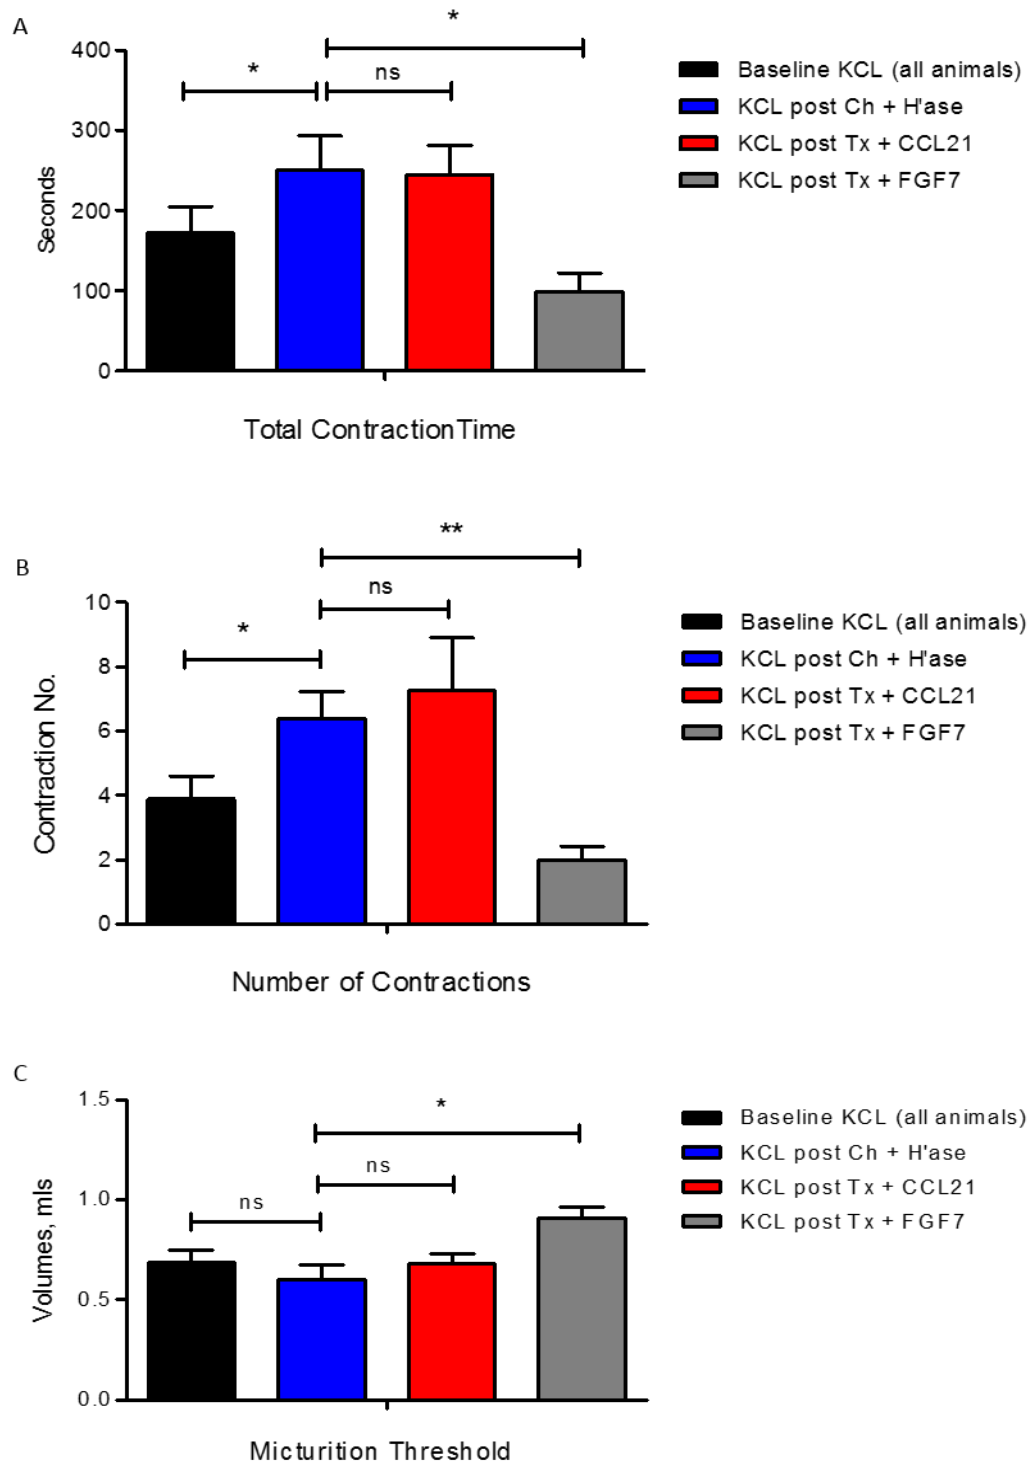 A
*
*
ns
400
300
200
100
0
Seconds
Total ContractionTime
Baseline KCL (all animals)
KCL post Ch + H'ase
KCL post Tx + CCL21
KCL post Tx + FGF7
B
**
ns
*
10
8
6
4
2
0
Contraction No.
Number of Contractions
Baseline KCL (all animals)
KCL post Ch + H'ase
KCL post Tx + CCL21
KCL post Tx + FGF7
C
*
ns
ns
1.5
1.0
0.5
0.0
Volumes, mls
Micturition Threshold
Baseline KCL (all animals)
KCL post Ch + H'ase
KCL post Tx + CCL21
KCL post Tx + FGF7